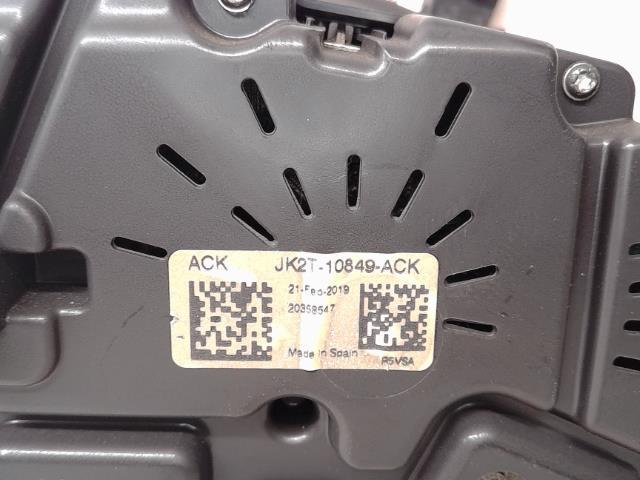 ACK JK2T-10849-ACK
21-Feb-2019
20358547
Made in Spain
R5VSA